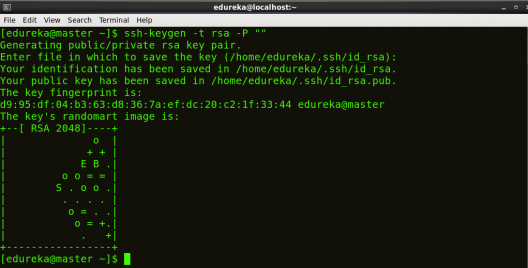 edureka@localhost:~
File Edit View Search Terminal Help
[edureka@master ~]$ ssh-keygen -t rsa -P ""
Generating public/private rsa key pair.
Enter file in which to save the key (/home/edureka/.ssh/id_rsa):
Your identification has been saved in /home/edureka/.ssh/id_rsa.
Your public key has been saved in /home/edureka/.ssh/id_rsa.pub.
The key fingerprint is:
d9:95:df:04:b3:63:d8:36:7a:ef:dc:20:c2:1f:33:44 edureka@master
The key's randomart image is:
+--[ RSA 2048]----+
|              o  |
|             + + |
|            E B .|
|         o o = = |
|        S . o o .|
|         . . . . |
|          o = . .|
|           o = +.|
|            .   +|
+-----------------+
[edureka@master ~]$